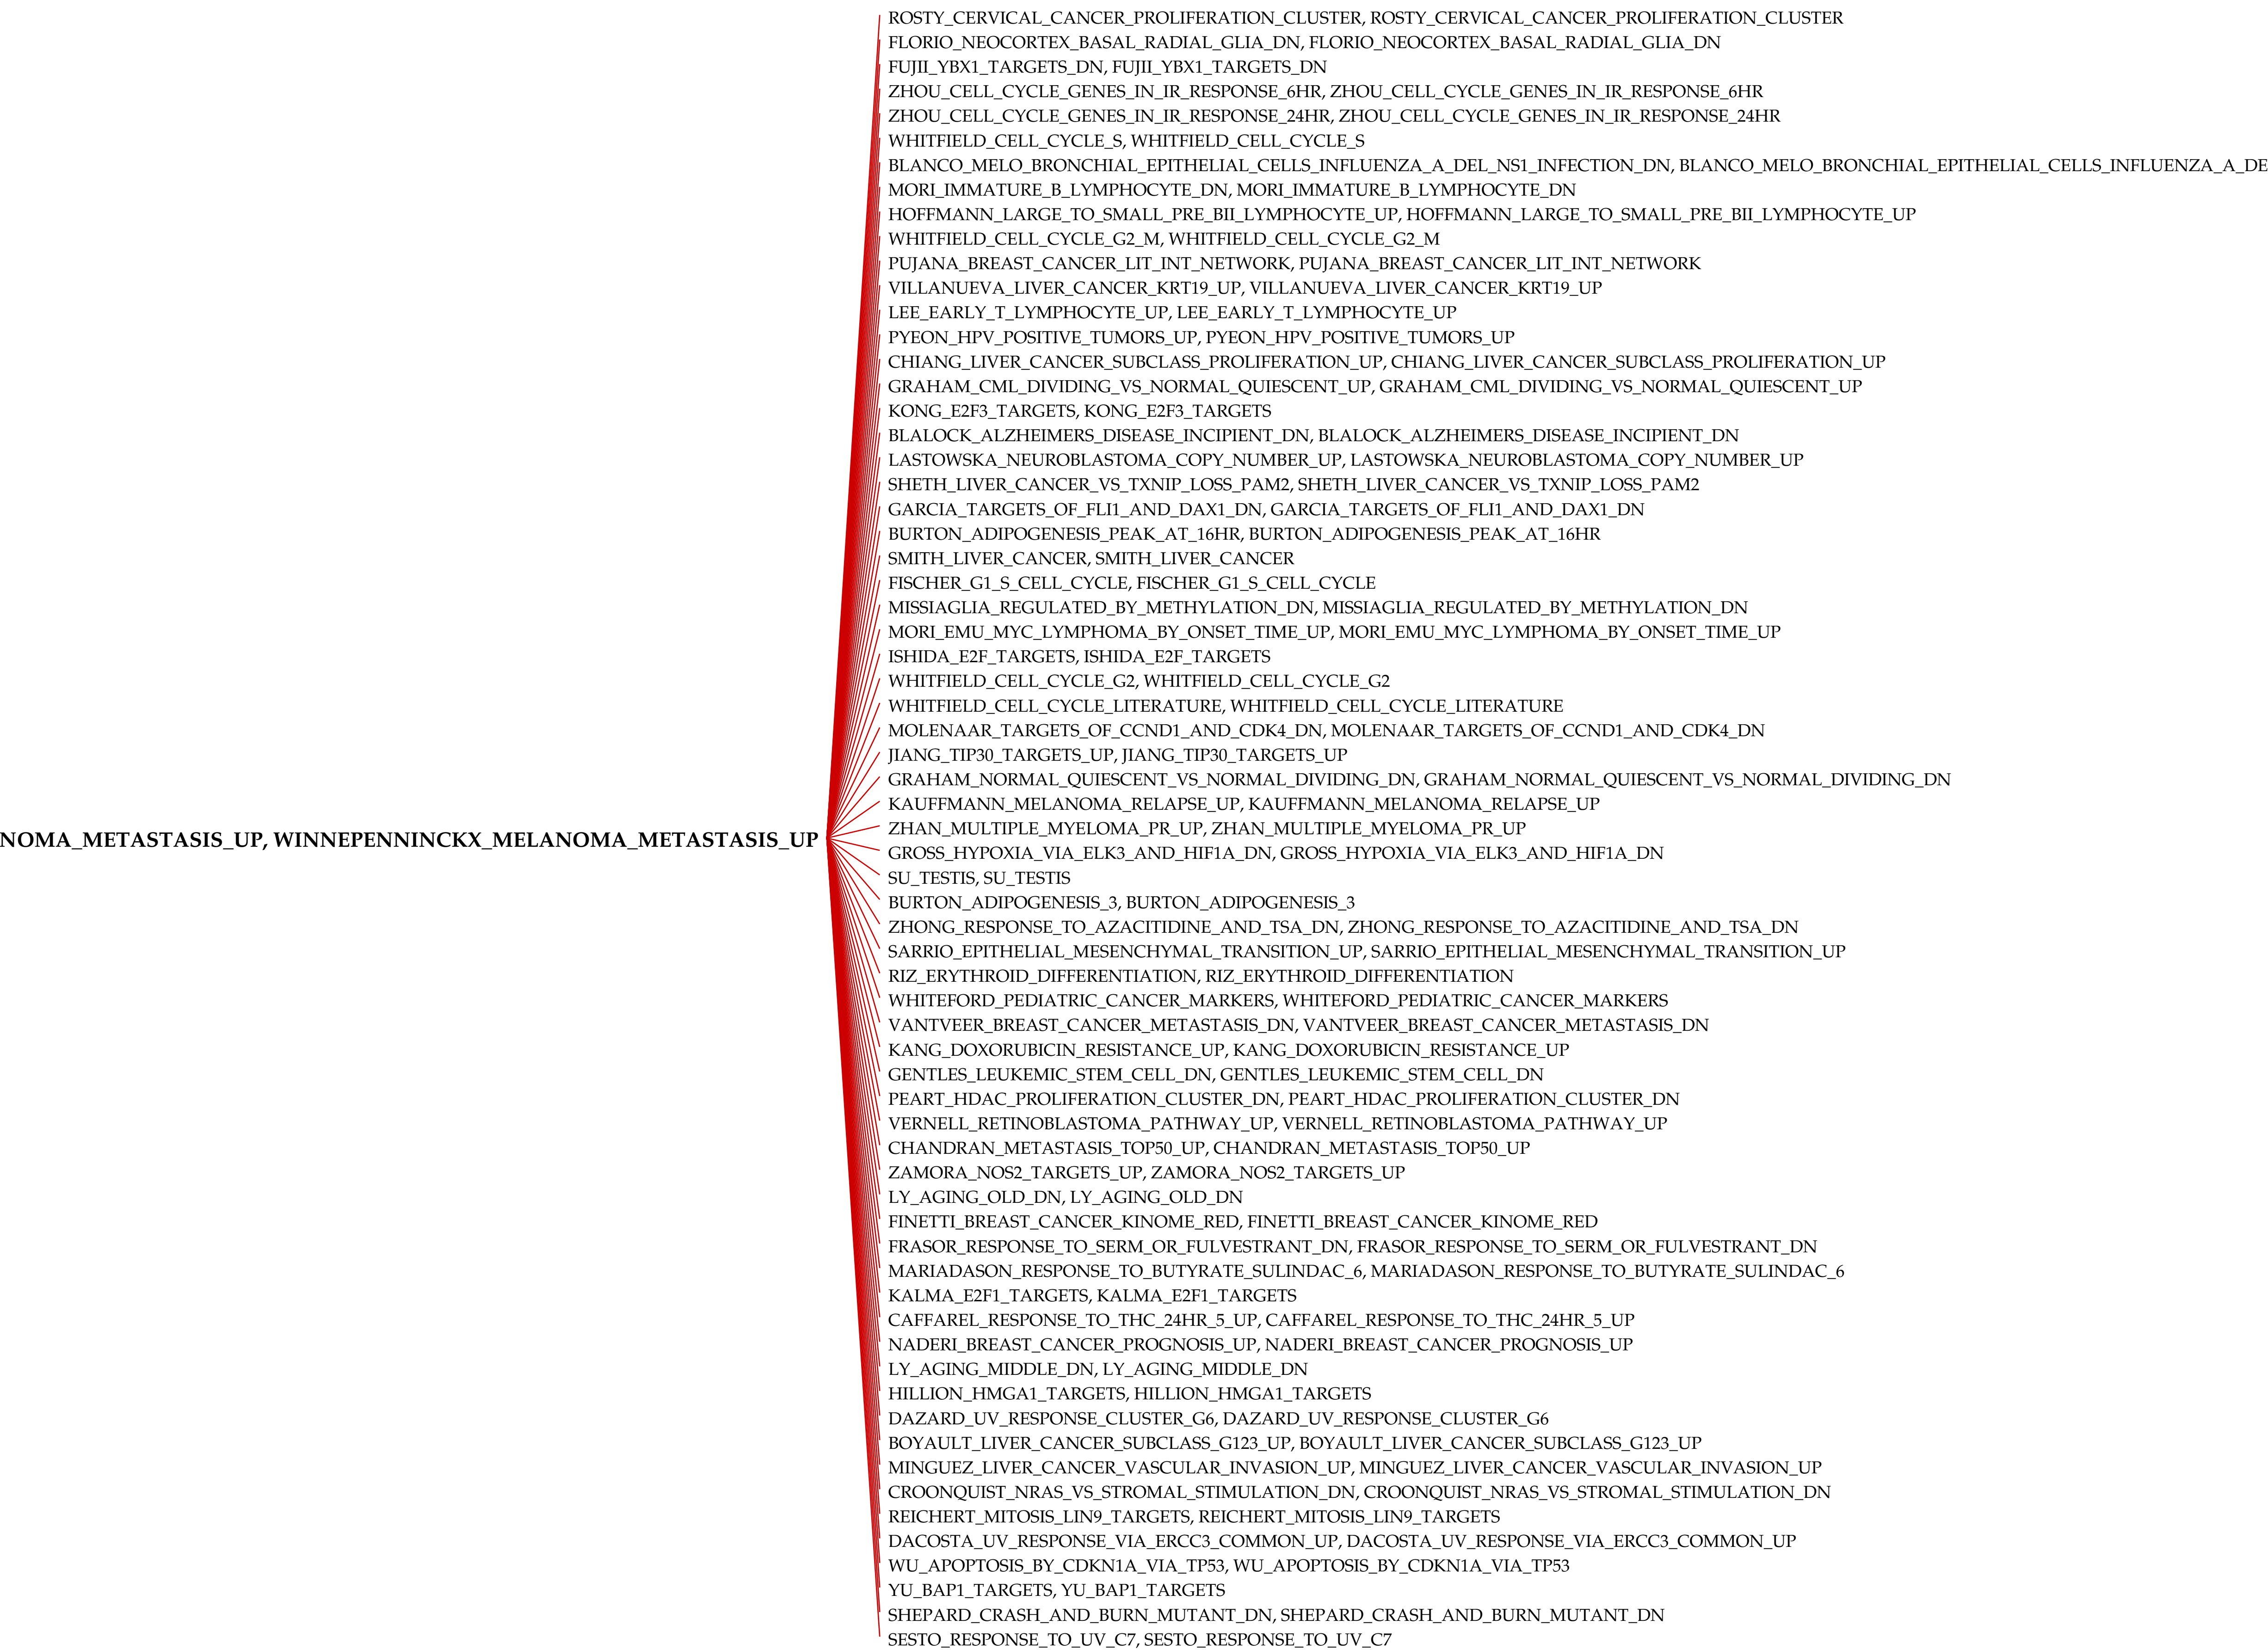 ROSTY_CERVICAL_CANCER_PROLIFERATION_CLUSTER, ROSTY_CERVICAL_CANCER_PROLIFERATION_CLUSTER
FLORIO_NEOCORTEX_BASAL_RADIAL_GLIA_DN, FLORIO_NEOCORTEX_BASAL_RADIAL_GLIA_DN
FUJII_YBX1_TARGETS_DN, FUJII_YBX1_TARGETS_DN
ZHOU_CELL_CYCLE_GENES_IN_IR_RESPONSE_6HR, ZHOU_CELL_CYCLE_GENES_IN_IR_RESPONSE_6HR
ZHOU_CELL_CYCLE_GENES_IN_IR_RESPONSE_24HR, ZHOU_CELL_CYCLE_GENES_IN_IR_RESPONSE_24HR
WHITFIELD_CELL_CYCLE_S, WHITFIELD_CELL_CYCLE_S
BLANCO_MELO_BRONCHIAL_EPITHELIAL_CELLS_INFLUENZA_A_DEL_NS1_INFECTION_DN, BLANCO_MELO_BRONCHIAL_EPITHELIAL_CELLS_INFLUENZA_A_DE
MORI_IMMATURE_B_LYMPHOCYTE_DN, MORI_IMMATURE_B_LYMPHOCYTE_DN
HOFFMANN_LARGE_TO_SMALL_PRE_BII_LYMPHOCYTE_UP, HOFFMANN_LARGE_TO_SMALL_PRE_BII_LYMPHOCYTE_UP
WHITFIELD_CELL_CYCLE_G2_M, WHITFIELD_CELL_CYCLE_G2_M
PUJANA_BREAST_CANCER_LIT_INT_NETWORK, PUJANA_BREAST_CANCER_LIT_INT_NETWORK
VILLANUEVA_LIVER_CANCER_KRT19_UP, VILLANUEVA_LIVER_CANCER_KRT19_UP
LEE_EARLY_T_LYMPHOCYTE_UP, LEE_EARLY_T_LYMPHOCYTE_UP
PYEON_HPV_POSITIVE_TUMORS_UP, PYEON_HPV_POSITIVE_TUMORS_UP
CHIANG_LIVER_CANCER_SUBCLASS_PROLIFERATION_UP, CHIANG_LIVER_CANCER_SUBCLASS_PROLIFERATION_UP
GRAHAM_CML_DIVIDING_VS_NORMAL_QUIESCENT_UP, GRAHAM_CML_DIVIDING_VS_NORMAL_QUIESCENT_UP
KONG_E2F3_TARGETS, KONG_E2F3_TARGETS
BLALOCK_ALZHEIMERS_DISEASE_INCIPIENT_DN, BLALOCK_ALZHEIMERS_DISEASE_INCIPIENT_DN
LASTOWSKA_NEUROBLASTOMA_COPY_NUMBER_UP, LASTOWSKA_NEUROBLASTOMA_COPY_NUMBER_UP
SHETH_LIVER_CANCER_VS_TXNIP_LOSS_PAM2, SHETH_LIVER_CANCER_VS_TXNIP_LOSS_PAM2
GARCIA_TARGETS_OF_FLI1_AND_DAX1_DN, GARCIA_TARGETS_OF_FLI1_AND_DAX1_DN
BURTON_ADIPOGENESIS_PEAK_AT_16HR, BURTON_ADIPOGENESIS_PEAK_AT_16HR
SMITH_LIVER_CANCER, SMITH_LIVER_CANCER
FISCHER_G1_S_CELL_CYCLE, FISCHER_G1_S_CELL_CYCLE
MISSIAGLIA_REGULATED_BY_METHYLATION_DN, MISSIAGLIA_REGULATED_BY_METHYLATION_DN
MORI_EMU_MYC_LYMPHOMA_BY_ONSET_TIME_UP, MORI_EMU_MYC_LYMPHOMA_BY_ONSET_TIME_UP
ISHIDA_E2F_TARGETS, ISHIDA_E2F_TARGETS
WHITFIELD_CELL_CYCLE_G2, WHITFIELD_CELL_CYCLE_G2
WHITFIELD_CELL_CYCLE_LITERATURE, WHITFIELD_CELL_CYCLE_LITERATURE
MOLENAAR_TARGETS_OF_CCND1_AND_CDK4_DN, MOLENAAR_TARGETS_OF_CCND1_AND_CDK4_DN
JIANG_TIP30_TARGETS_UP, JIANG_TIP30_TARGETS_UP
GRAHAM_NORMAL_QUIESCENT_VS_NORMAL_DIVIDING_DN, GRAHAM_NORMAL_QUIESCENT_VS_NORMAL_DIVIDING_DN
KAUFFMANN_MELANOMA_RELAPSE_UP, KAUFFMANN_MELANOMA_RELAPSE_UP
ZHAN_MULTIPLE_MYELOMA_PR_UP, ZHAN_MULTIPLE_MYELOMA_PR_UP
NOMA_METASTASIS_UP, WINNEPENNINCKX_MELANOMA_METASTASIS_UP
GROSS_HYPOXIA_VIA_ELK3_AND_HIF1A_DN, GROSS_HYPOXIA_VIA_ELK3_AND_HIF1A_DN
SU_TESTIS, SU_TESTIS
BURTON_ADIPOGENESIS_3, BURTON_ADIPOGENESIS_3
ZHONG_RESPONSE_TO_AZACITIDINE_AND_TSA_DN, ZHONG_RESPONSE_TO_AZACITIDINE_AND_TSA_DN
SARRIO_EPITHELIAL_MESENCHYMAL_TRANSITION_UP, SARRIO_EPITHELIAL_MESENCHYMAL_TRANSITION_UP
RIZ_ERYTHROID_DIFFERENTIATION, RIZ_ERYTHROID_DIFFERENTIATION
WHITEFORD_PEDIATRIC_CANCER_MARKERS, WHITEFORD_PEDIATRIC_CANCER_MARKERS
VANTVEER_BREAST_CANCER_METASTASIS_DN, VANTVEER_BREAST_CANCER_METASTASIS_DN
KANG_DOXORUBICIN_RESISTANCE_UP, KANG_DOXORUBICIN_RESISTANCE_UP
GENTLES_LEUKEMIC_STEM_CELL_DN, GENTLES_LEUKEMIC_STEM_CELL_DN
PEART_HDAC_PROLIFERATION_CLUSTER_DN, PEART_HDAC_PROLIFERATION_CLUSTER_DN
VERNELL_RETINOBLASTOMA_PATHWAY_UP, VERNELL_RETINOBLASTOMA_PATHWAY_UP
CHANDRAN_METASTASIS_TOP50_UP, CHANDRAN_METASTASIS_TOP50_UP
ZAMORA_NOS2_TARGETS_UP, ZAMORA_NOS2_TARGETS_UP
LY_AGING_OLD_DN, LY_AGING_OLD_DN
FINETTI_BREAST_CANCER_KINOME_RED, FINETTI_BREAST_CANCER_KINOME_RED
FRASOR_RESPONSE_TO_SERM_OR_FULVESTRANT_DN, FRASOR_RESPONSE_TO_SERM_OR_FULVESTRANT_DN
MARIADASON_RESPONSE_TO_BUTYRATE_SULINDAC_6, MARIADASON_RESPONSE_TO_BUTYRATE_SULINDAC_6
KALMA_E2F1_TARGETS, KALMA_E2F1_TARGETS
CAFFAREL_RESPONSE_TO_THC_24HR_5_UP, CAFFAREL_RESPONSE_TO_THC_24HR_5_UP
NADERI_BREAST_CANCER_PROGNOSIS_UP, NADERI_BREAST_CANCER_PROGNOSIS_UP
LY_AGING_MIDDLE_DN, LY_AGING_MIDDLE_DN
HILLION_HMGA1_TARGETS, HILLION_HMGA1_TARGETS
DAZARD_UV_RESPONSE_CLUSTER_G6, DAZARD_UV_RESPONSE_CLUSTER_G6
BOYAULT_LIVER_CANCER_SUBCLASS_G123_UP, BOYAULT_LIVER_CANCER_SUBCLASS_G123_UP
MINGUEZ_LIVER_CANCER_VASCULAR_INVASION_UP, MINGUEZ_LIVER_CANCER_VASCULAR_INVASION_UP
CROONQUIST_NRAS_VS_STROMAL_STIMULATION_DN, CROONQUIST_NRAS_VS_STROMAL_STIMULATION_DN
REICHERT_MITOSIS_LIN9_TARGETS, REICHERT_MITOSIS_LIN9_TARGETS
DACOSTA_UV_RESPONSE_VIA_ERCC3_COMMON_UP, DACOSTA_UV_RESPONSE_VIA_ERCC3_COMMON_UP
WU_APOPTOSIS_BY_CDKN1A_VIA_TP53, WU_APOPTOSIS_BY_CDKN1A_VIA_TP53
YU_BAP1_TARGETS, YU_BAP1_TARGETS
SHEPARD_CRASH_AND_BURN_MUTANT_DN, SHEPARD_CRASH_AND_BURN_MUTANT_DN
SESTO_RESPONSE_TO_UV_C7, SESTO_RESPONSE_TO_UV_C7